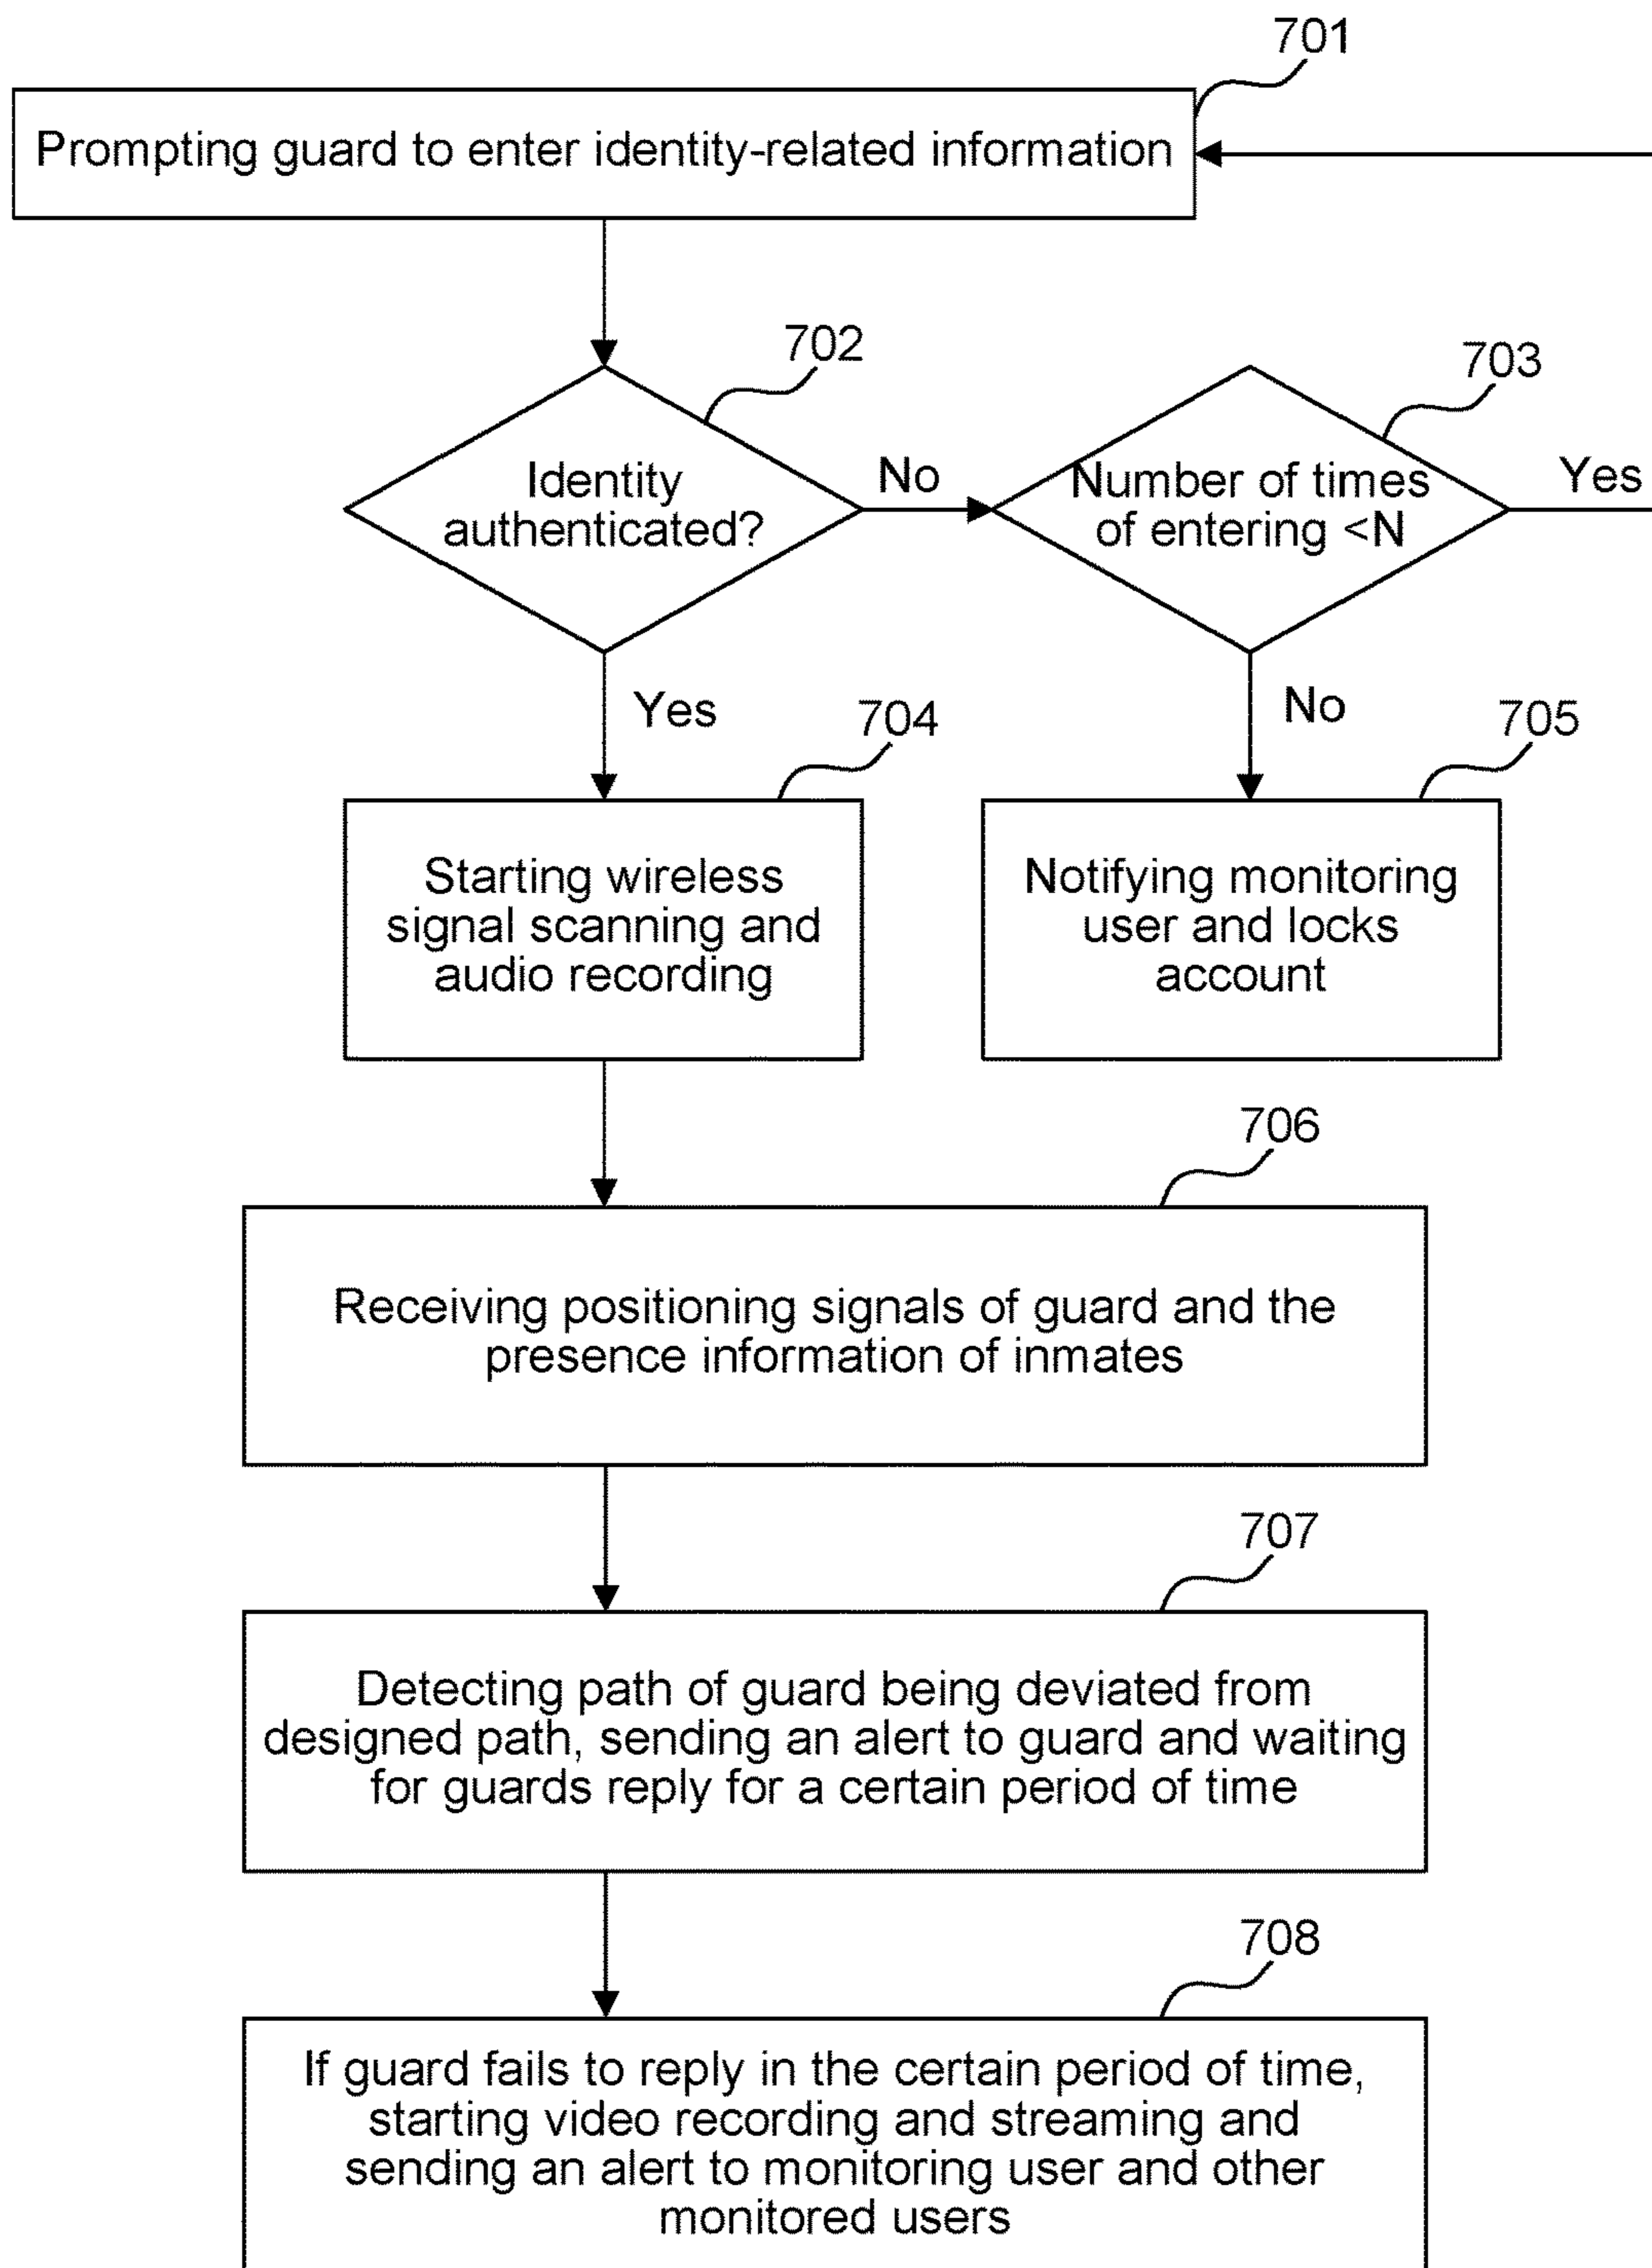 701
Prompting guard to enter identity-related information
702
703
Identity
authenticated?
No
Number of times
of entering <N
Yes
Yes
704
No
705
Starting wireless
signal scanning and
audio recording
Notifying monitoring
user and locks
account
706
Receiving positioning signals of guard and the
presence information of inmates
707
Detecting path of guard being deviated from
designed path, sending an alert to guard and waiting
for guards reply for a certain period of time
708
If guard fails to reply in the certain period of time,
starting video recording and streaming and
sending an alert to monitoring user and other
monitored users